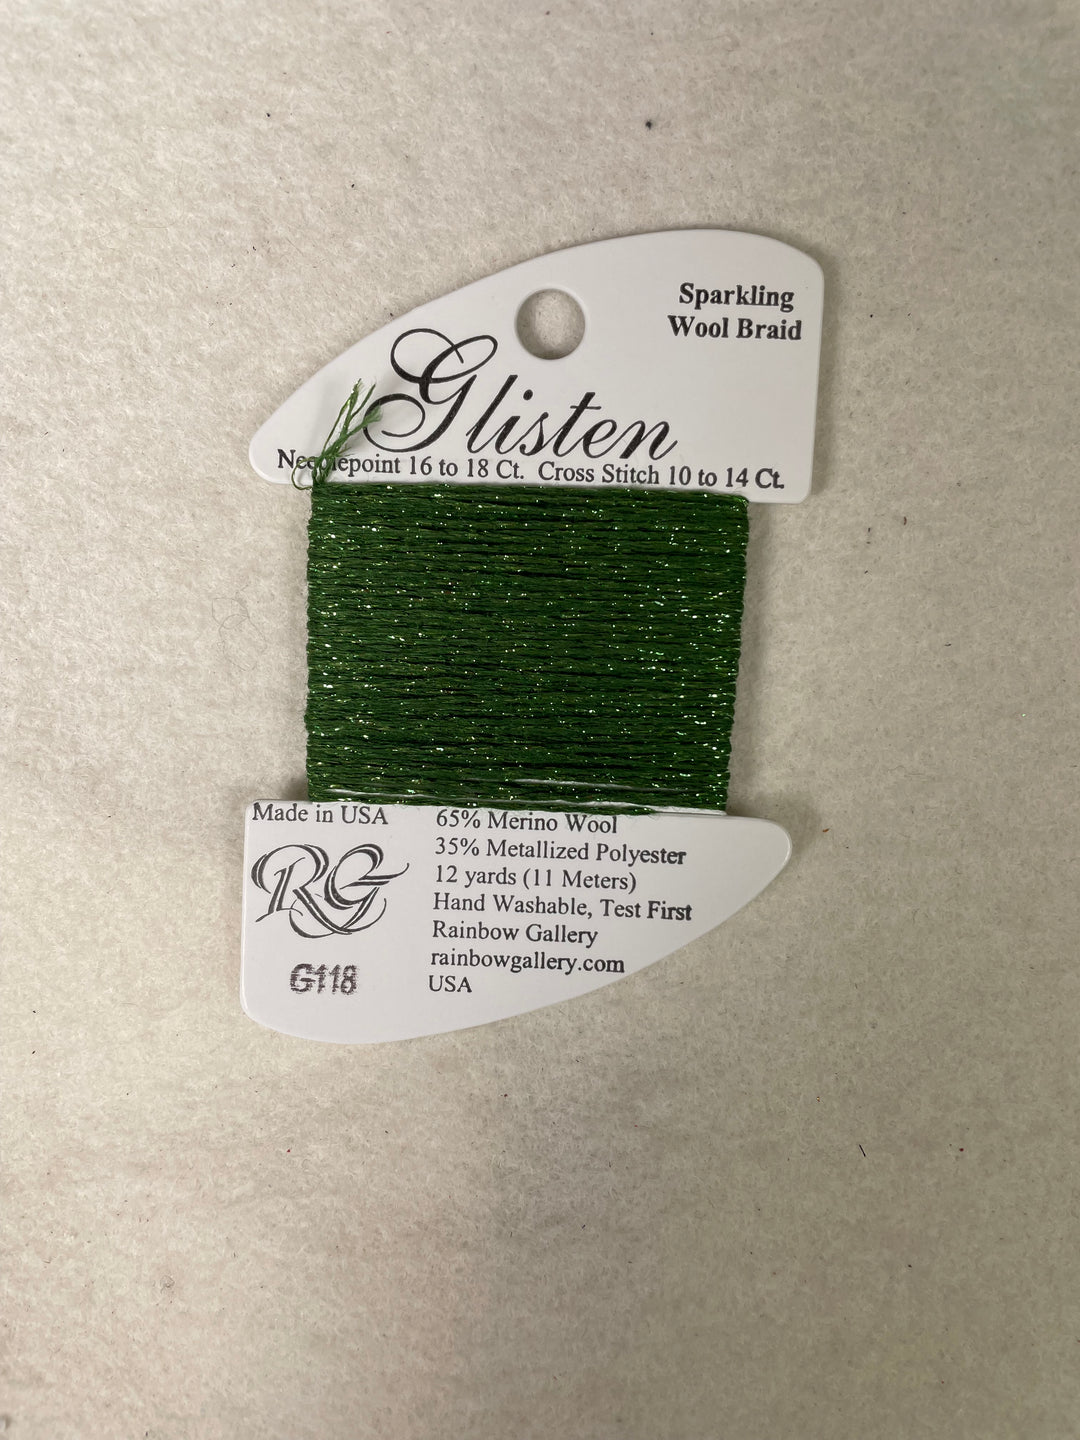 Sparkling
Wool Braid
Glisten
Needlepoint 16 to 18 Ct. Cross Stitch 10 to 14 Ct.
Made in USA
RG
G118
65% Merino Wool
35% Metallized Polyester
12 yards (11 Meters)
Hand Washable, Test First
Rainbow Gallery
rainbowgallery.com
USA